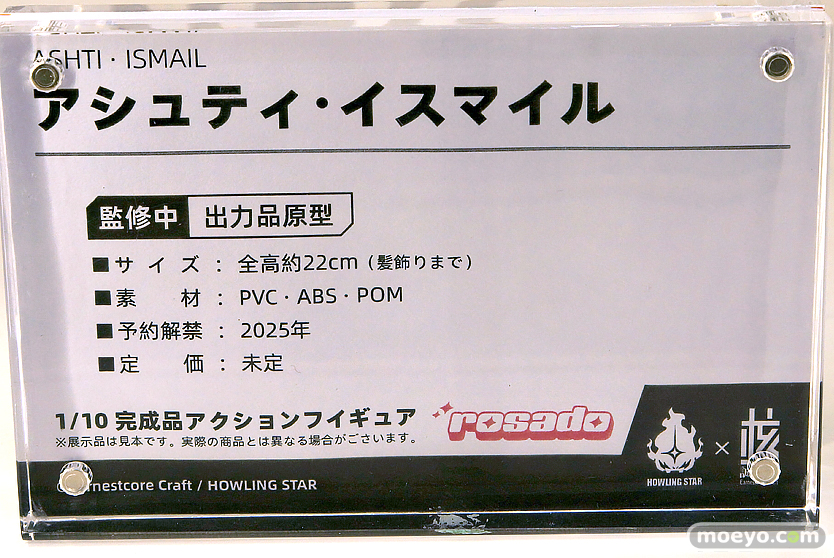 ASHTI · ISMAIL
アシュティ・イスマイル
監修中 出力品原型
■サイズ：全高約22cm（髪飾りまで）
■素材：PVC・ABS・POM
■予約解禁：2025年
■定価：未定
1/10 完成品アクションフイギュア
※展示品は見本です。実際の商品とは異なる場合がございます。
rosado
HOWLING STAR
×
核
Craft / HOWLING STAR
moeyo.com